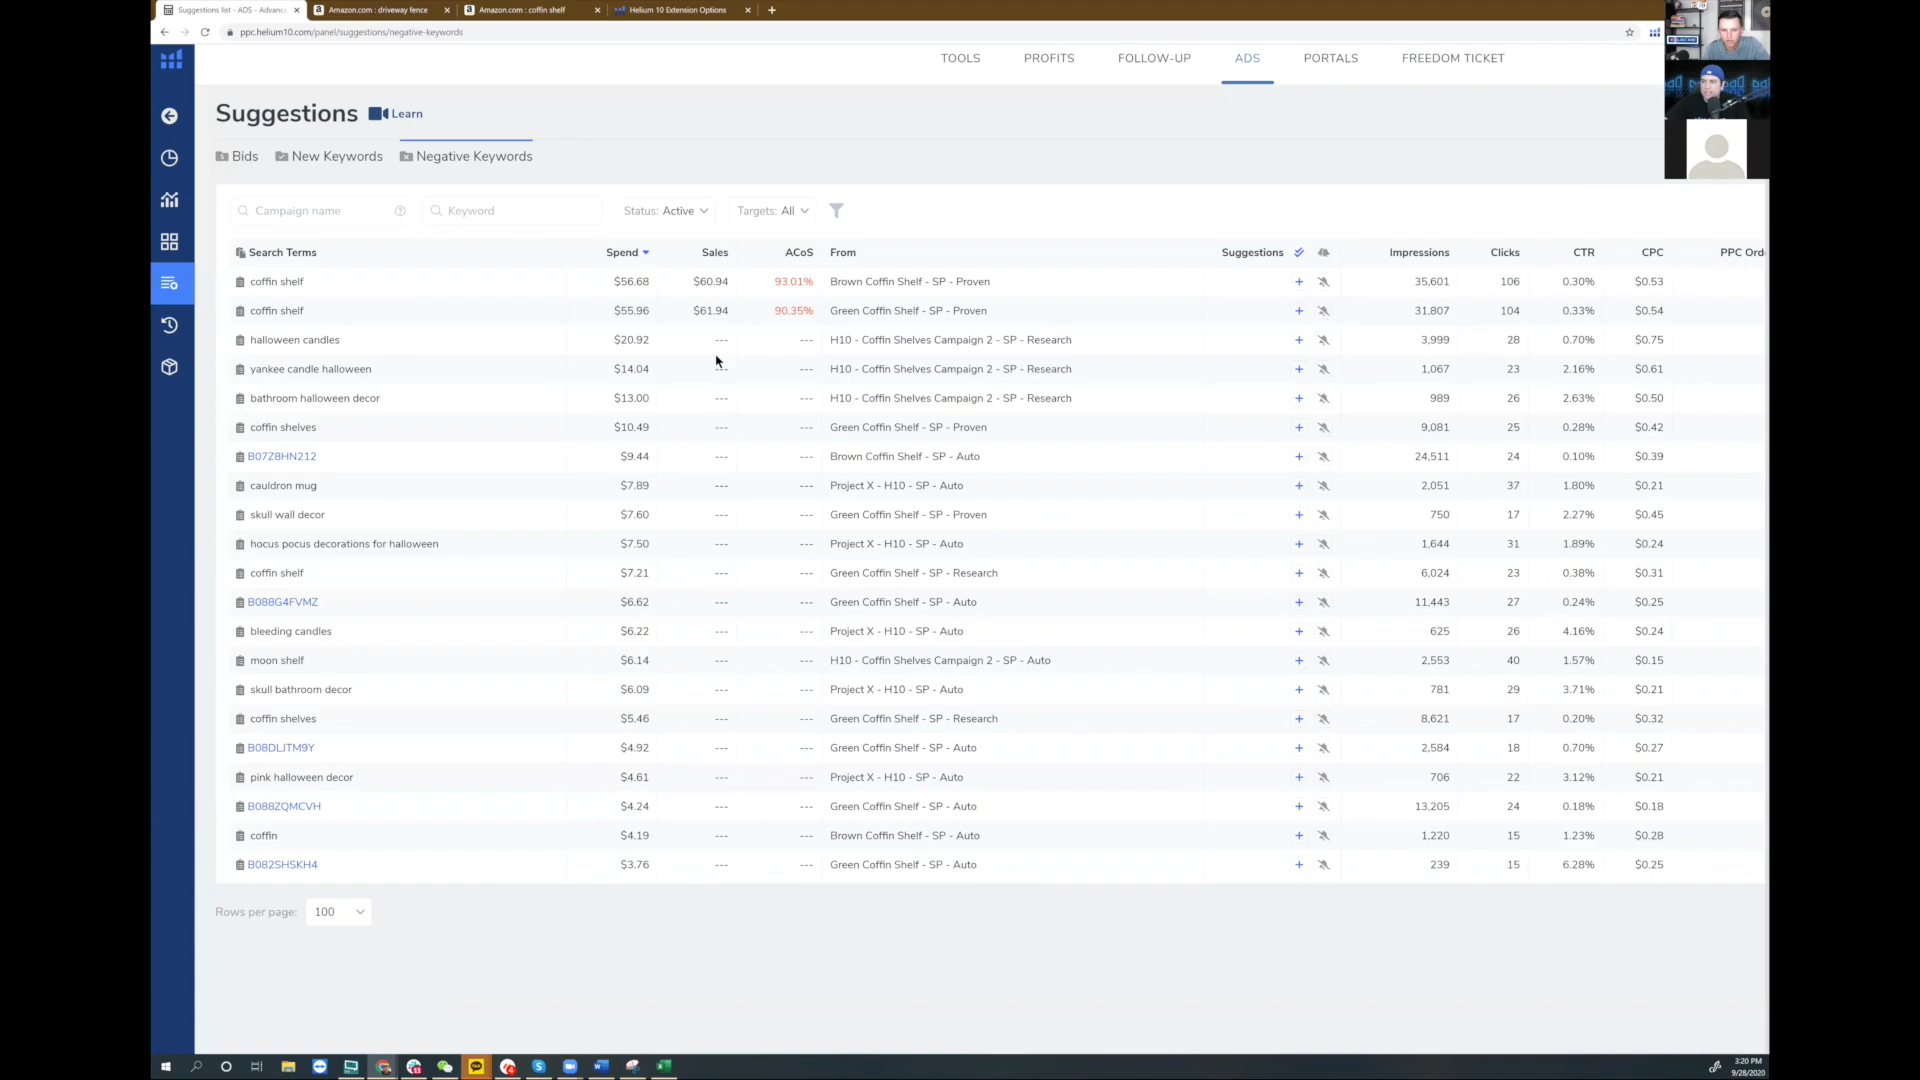 Suggestions list - ADS - Advanc
Amazon.com : driveway fence
Amazon.com : coffin shelf
Helium 10 Extension Options
ppc.helium10.com/panel/suggestions/negative-keywords
TOOLS PROFITS FOLLOW-UP ADS PORTALS FREEDOM TICKET
Suggestions Learn
Bids New Keywords Negative Keywords
Campaign name Keyword Status: Active Targets: All
Search Terms Spend Sales ACoS From Suggestions Impressions Clicks CTR CPC PPC Ord
coffin shelf $56.68 $60.94 93.01% Brown Coffin Shelf - SP - Proven + 35,601 106 0.30% $0.53
coffin shelf $55.96 $61.94 90.35% Green Coffin Shelf - SP - Proven + 31,807 104 0.33% $0.54
halloween candles $20.92 --- --- H10 - Coffin Shelves Campaign 2 - SP - Research + 3,999 28 0.70% $0.75
yankee candle halloween $14.04 --- --- H10 - Coffin Shelves Campaign 2 - SP - Research + 1,067 23 2.16% $0.61
bathroom halloween decor $13.00 --- --- H10 - Coffin Shelves Campaign 2 - SP - Research + 989 26 2.63% $0.50
coffin shelves $10.49 --- --- Green Coffin Shelf - SP - Proven + 9,081 25 0.28% $0.42
B07Z8HN212 $9.44 --- --- Brown Coffin Shelf - SP - Auto + 24,511 24 0.10% $0.39
cauldron mug $7.89 --- --- Project X - H10 - SP - Auto + 2,051 37 1.80% $0.21
skull wall decor $7.60 --- --- Green Coffin Shelf - SP - Proven + 750 17 2.27% $0.45
hocus pocus decorations for halloween $7.50 --- --- Project X - H10 - SP - Auto + 1,644 31 1.89% $0.24
coffin shelf $7.21 --- --- Green Coffin Shelf - SP - Research + 6,024 23 0.38% $0.31
B088G4FVMZ $6.62 --- --- Green Coffin Shelf - SP - Auto + 11,443 27 0.24% $0.25
bleeding candles $6.22 --- --- Project X - H10 - SP - Auto + 625 26 4.16% $0.24
moon shelf $6.14 --- --- H10 - Coffin Shelves Campaign 2 - SP - Auto + 2,553 40 1.57% $0.15
skull bathroom decor $6.09 --- --- Project X - H10 - SP - Auto + 781 29 3.71% $0.21
coffin shelves $5.46 --- --- Green Coffin Shelf - SP - Research + 8,621 17 0.20% $0.32
B08DLJTM9Y $4.92 --- --- Green Coffin Shelf - SP - Auto + 2,584 18 0.70% $0.27
pink halloween decor $4.61 --- --- Project X - H10 - SP - Auto + 706 22 3.12% $0.21
B088ZQMCVH $4.24 --- --- Green Coffin Shelf - SP - Auto + 13,205 24 0.18% $0.18
coffin $4.19 --- --- Brown Coffin Shelf - SP - Auto + 1,220 15 1.23% $0.28
B082SHSKH4 $3.76 --- --- Green Coffin Shelf - SP - Auto + 239 15 6.28% $0.25
Rows per page: 100
3:20 PM
9/28/2020